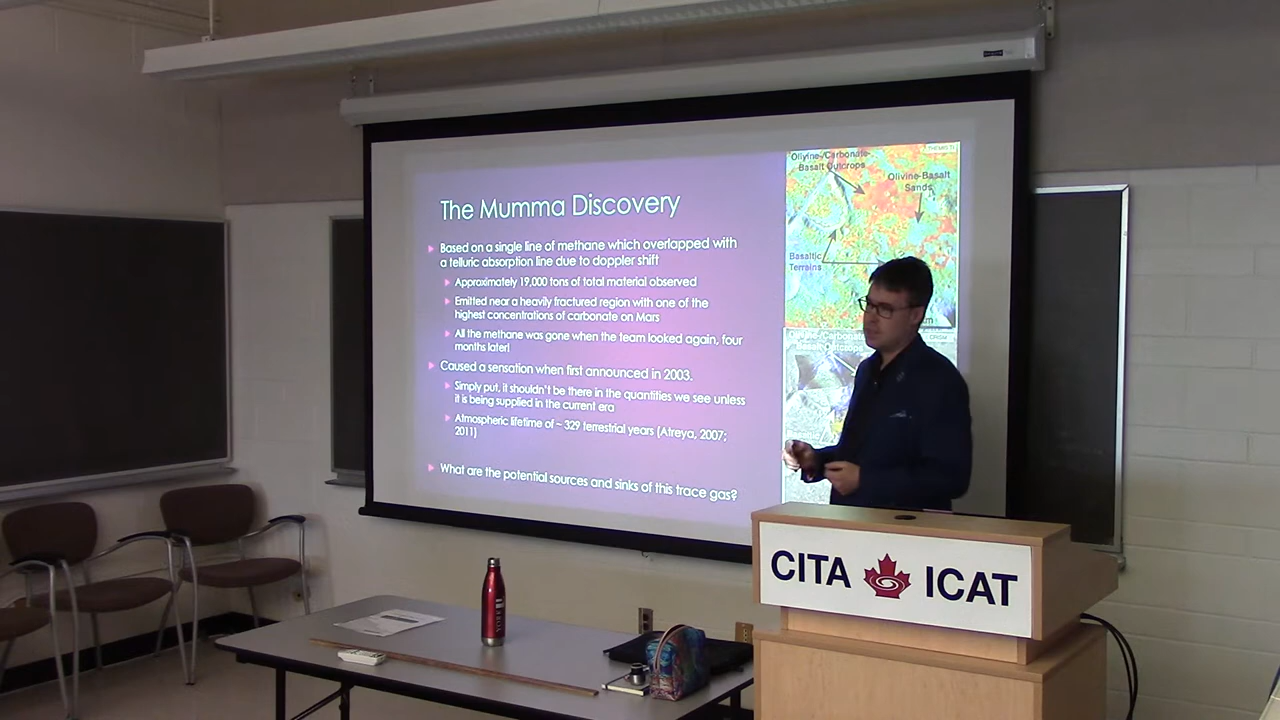 The Mumma Discovery
Based on a single line of methane which overlapped with
a telluric absorption line due to doppler shift
Approximately 19,000 tons of total material observed
Emitted near a heavily fractured region with one of the
highest concentrations of carbonate on Mars
All the methane was gone when the team looked again, four
months later!
Caused a sensation when first announced in 2003.
Simply put, it shouldn't be there in the quantities we see unless
it is being supplied in the current era
Atmospheric lifetime of ~ 329 terrestrial years (Atreya, 2007;
2011)
What are the potential sources and sinks of this trace gas?
THEMIS
Olivine-/Carbonate-
Basalt Outcrops
Olivine-Basalt
Sands
Basaltic
Terrains
km
CRISM
Outcrops
YORK
CITA ICAT